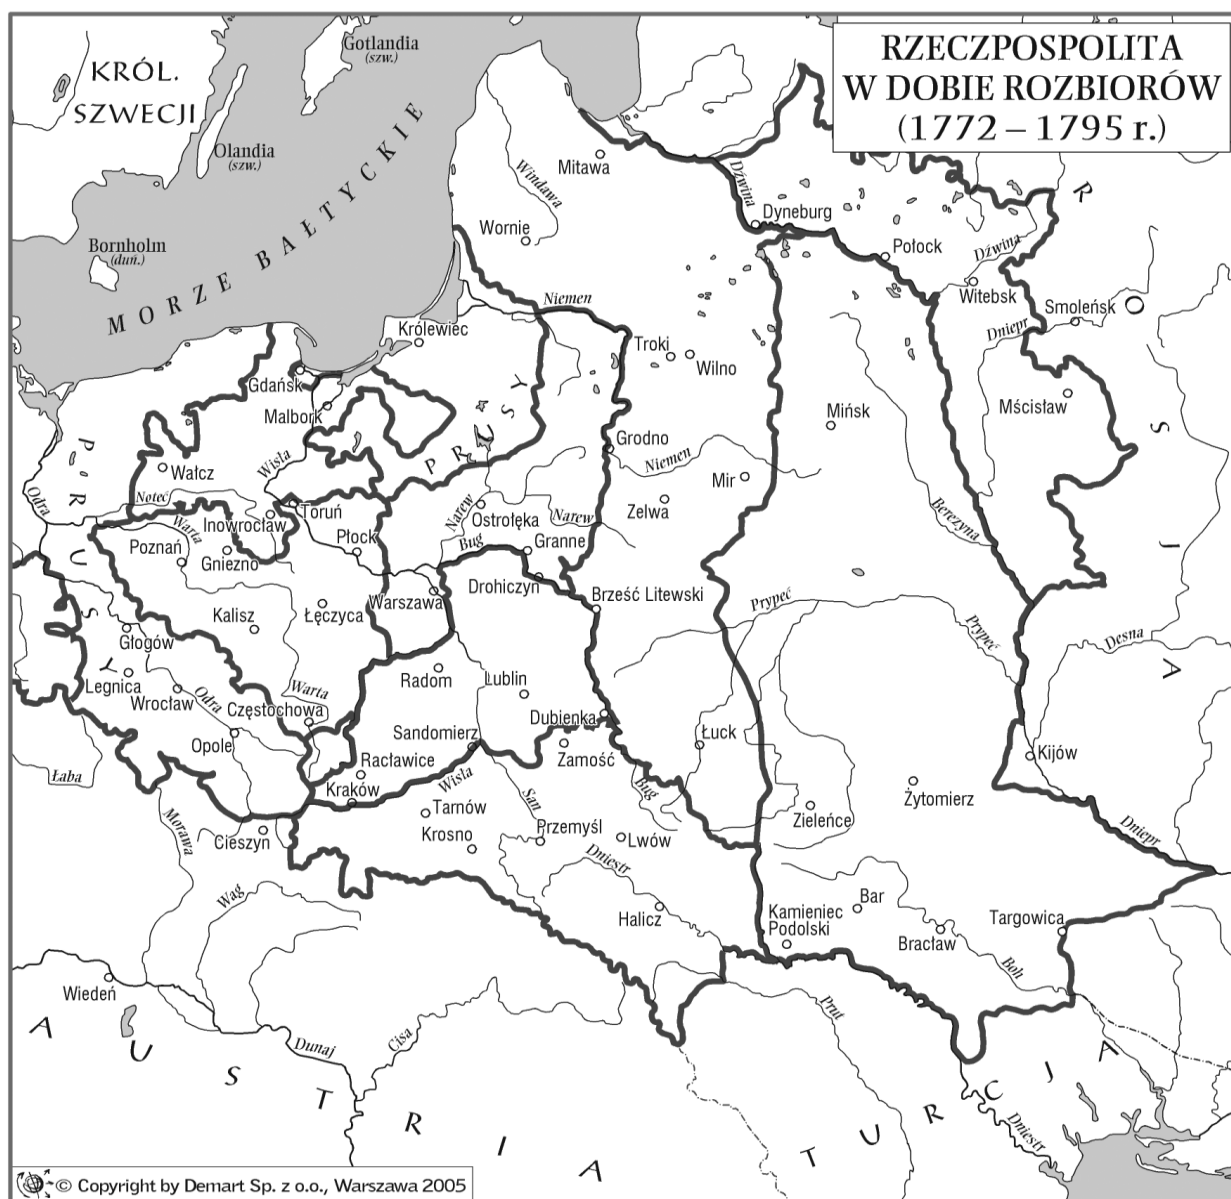 RZECZPOSPOLITA
W DOBIE ROZBIORÓW
(1772 – 1795 r.)
KRÓL.
SZWECJI
Gotlandia
(szw.)
Olandia
(szw.)
Bornholm
(duń.)
MORZE BAŁTYCKIE
Windawa
Mitawa
Wornie
Dźwina
Dyneburg
Połock
Dźwina
Witebsk
Smoleńsk
Dniepr
ROSJA
Niemen
Królewiec
Troki
Wilno
Gdańsk
Malbork
Mińsk
Mścisław
PRUSY
PRUSY
Grodno
Niemen
Mir
Wisła
Wałcz
Noteć
Odra
Toruń
Inowrocław
Warta
Poznań
Gniezno
Płock
Narew
Ostrołęka
Narew
Zelwa
Berezyna
Bug
Granne
Drohiczyn
Brześć Litewski
Warszawa
Łęczyca
Kalisz
Głogów
Prypeć
Prypeć
Desna
Legnica
Wrocław
Odra
Warta
Częstochowa
Opole
Radom
Lublin
Dubienka
Sandomierz
Zamość
Łuck
Kijów
Łaba
Racławice
Kraków
Wisła
Tarnów
Krosno
San
Przemyśl
Bug
Lwów
Zieleńce
Żytomierz
Dniepr
Morawa
Cieszyn
Wag
Dniestr
Halicz
Kamieniec
Podolski
Bar
Bracław
Targowica
Boh
Wiedeń
Dunaj
Cisa
Prut
Dniestr
AUSTRIA
TURCJA
© Copyright by Demart Sp. z o.o., Warszawa 2005